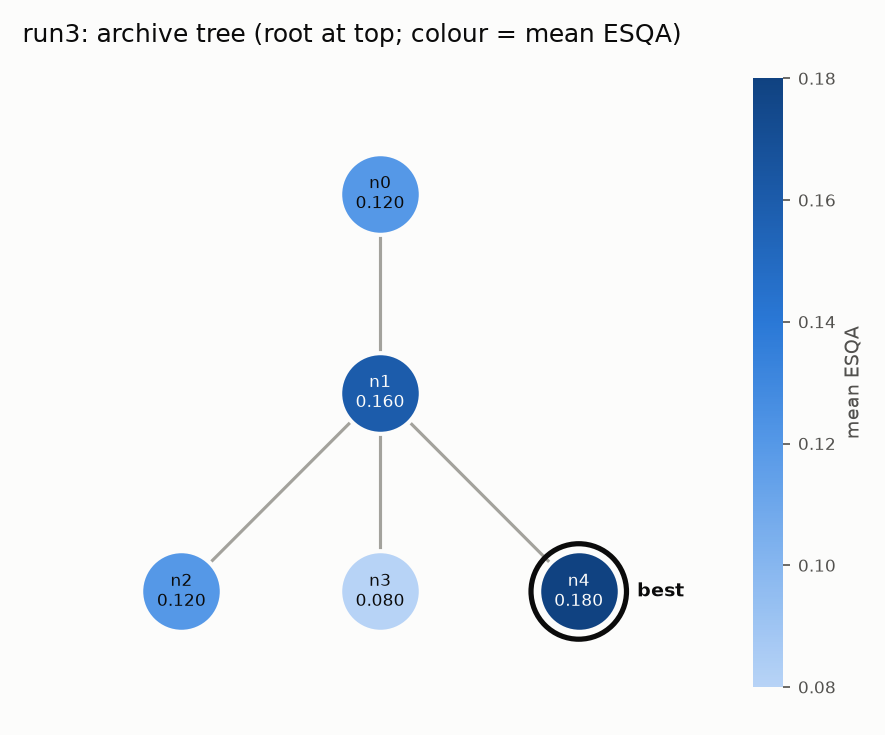 run3: archive tree (root at top; colour = mean ESQA)
n0
0.120
n1
0.160
n2
0.120
n3
0.080
n4
0.180
best
0.18
0.16
0.14
0.12
0.10
0.08
mean ESQA